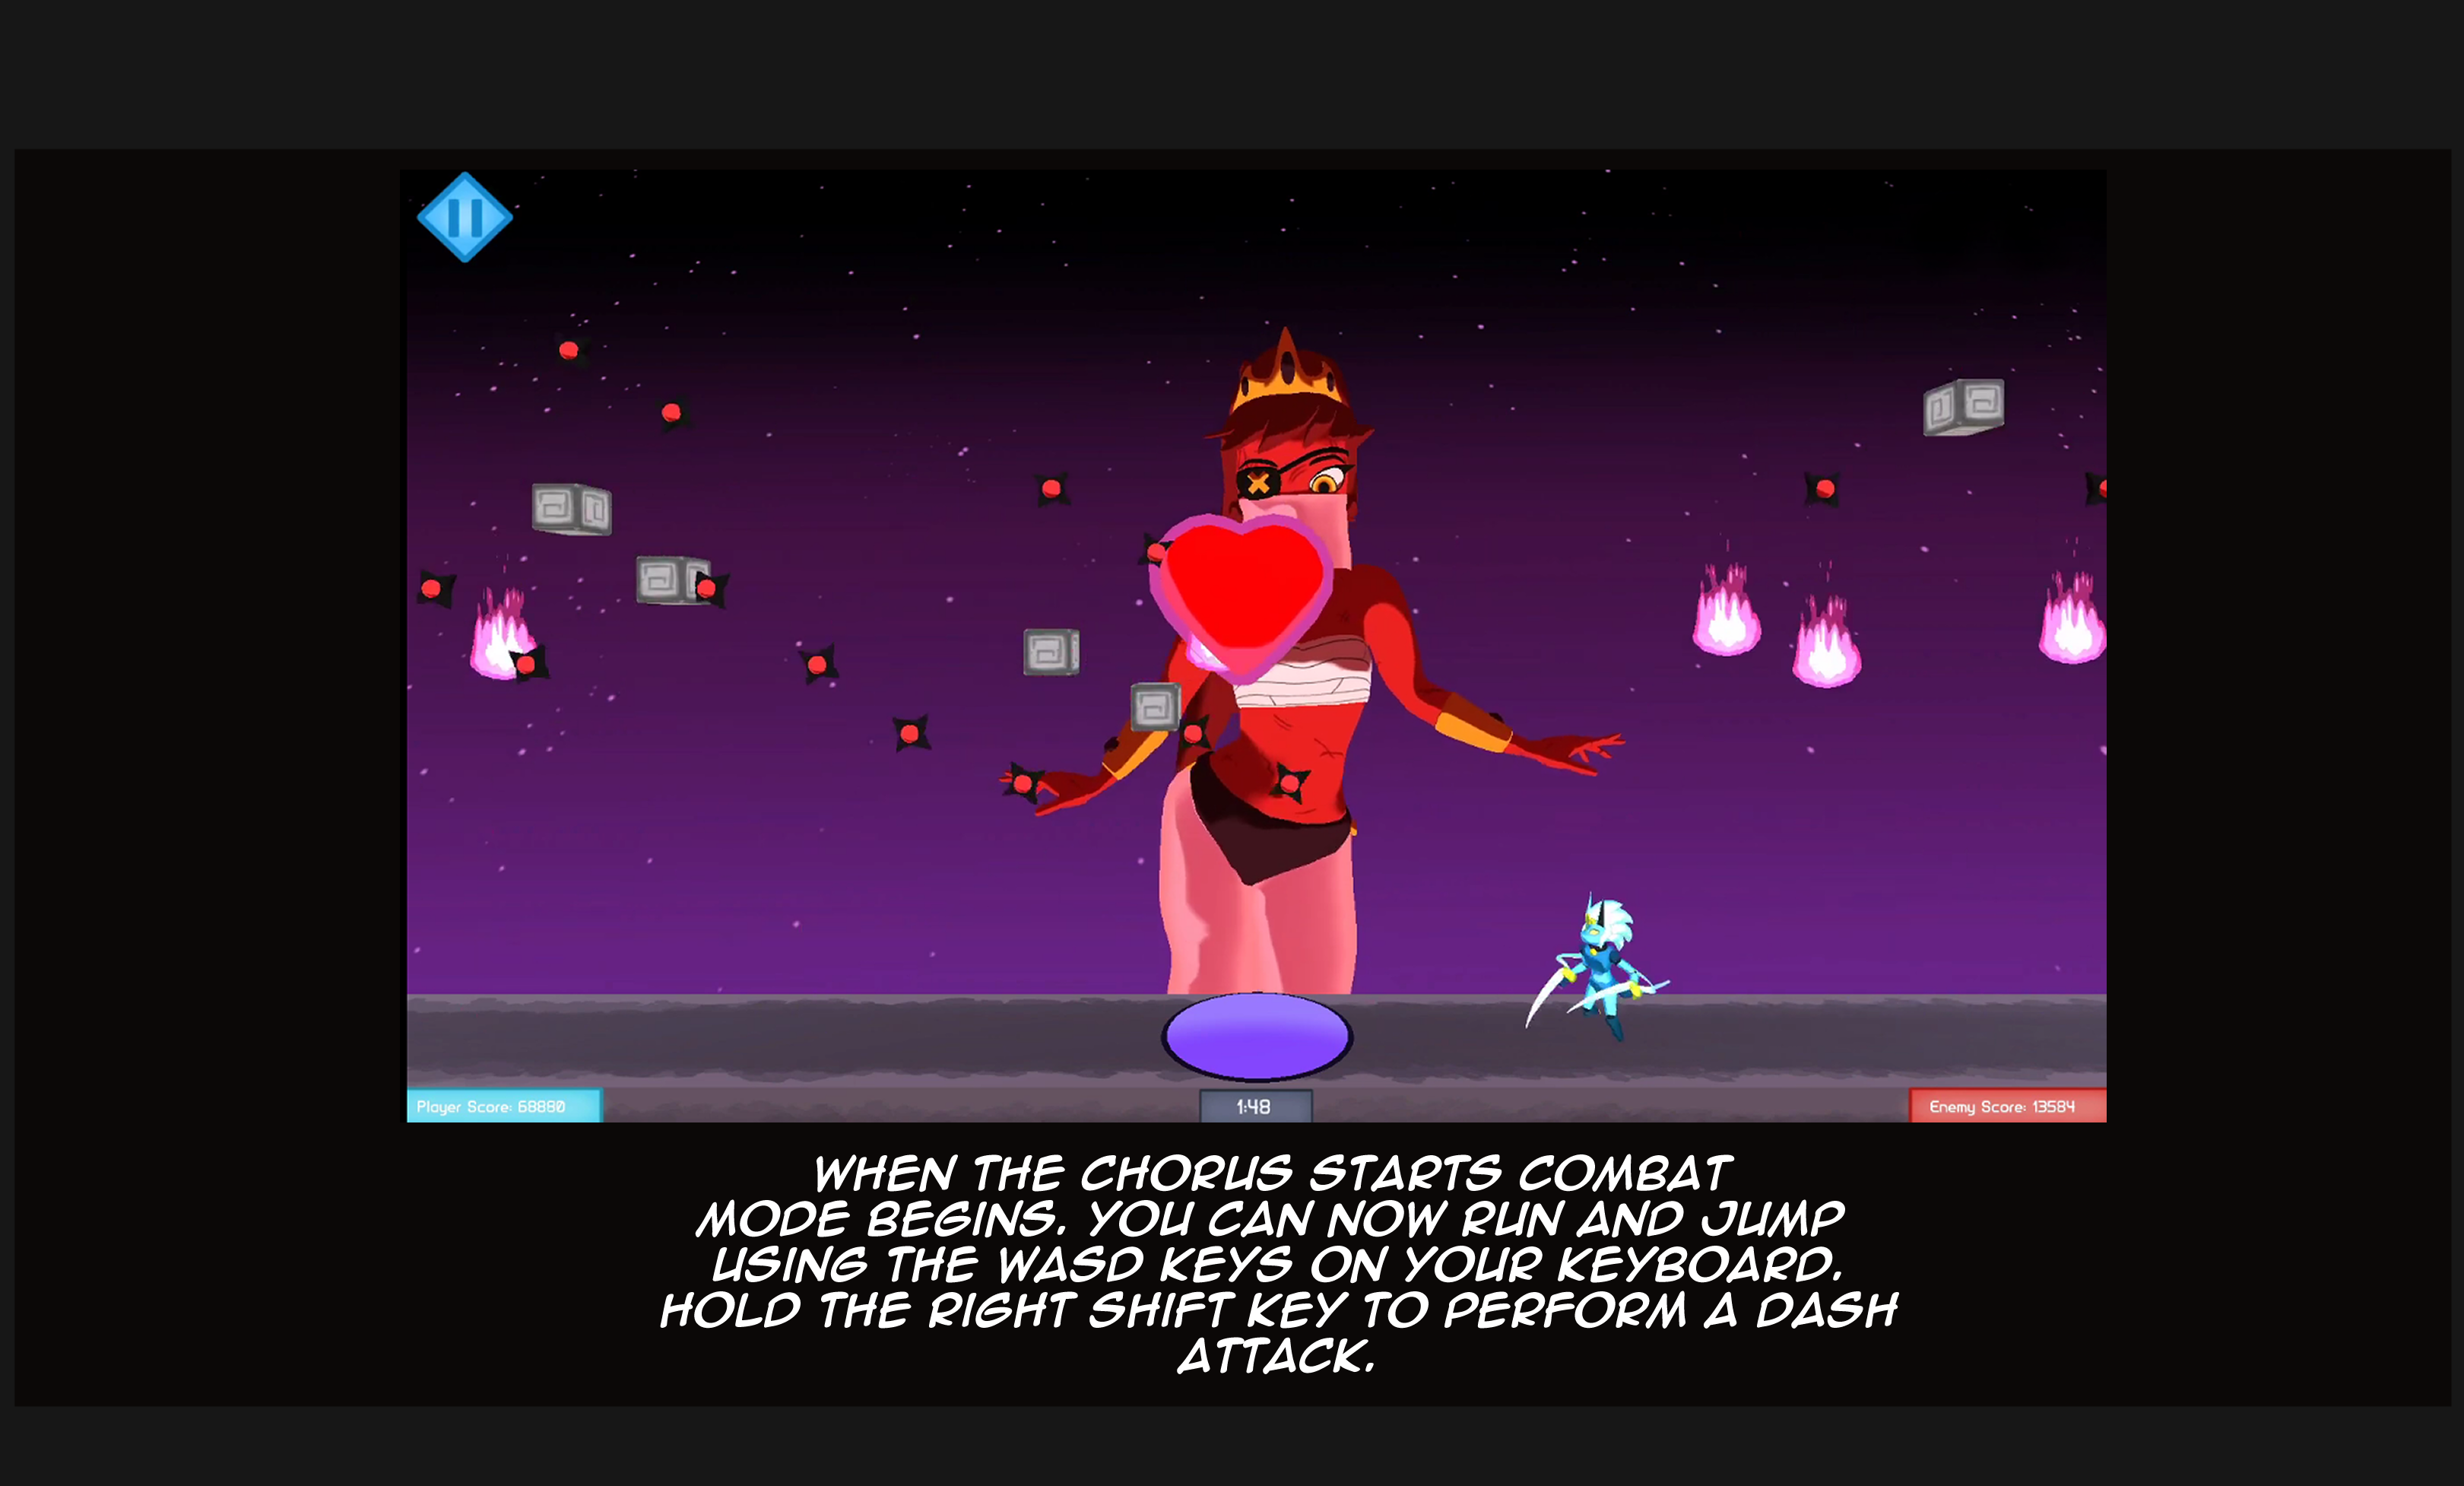 Player Score: 68880
1:48
Enemy Score: 13584
WHEN THE CHORUS STARTS COMBAT
MODE BEGINS. YOU CAN NOW RUN AND JUMP
USING THE WASD KEYS ON YOUR KEYBOARD.
HOLD THE RIGHT SHIFT KEY TO PERFORM A DASH
ATTACK.